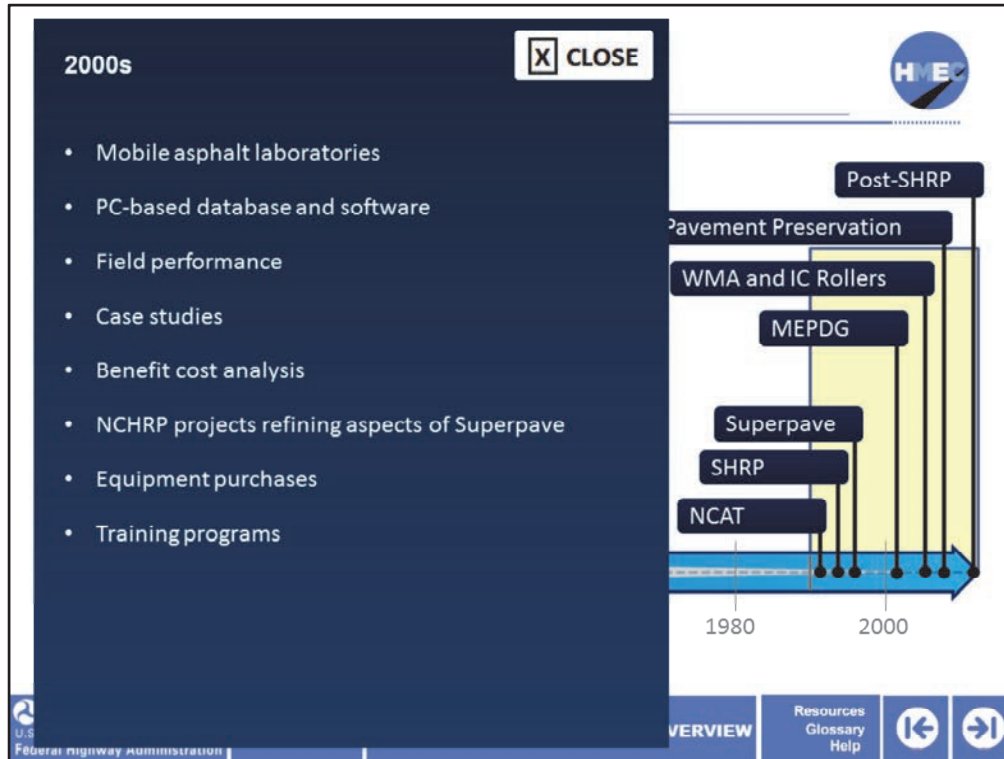 2000s
X CLOSE
HMEC
• Mobile asphalt laboratories
• PC-based database and software
• Field performance
• Case studies
• Benefit cost analysis
• NCHRP projects refining aspects of Superpave
• Equipment purchases
• Training programs
Post-SHRP
Pavement Preservation
WMA and IC Rollers
MEPDG
Superpave
SHRP
NCAT
1980
2000
U.S
Federal Highway Administration
VERVIEW
Resources
Glossary
Help